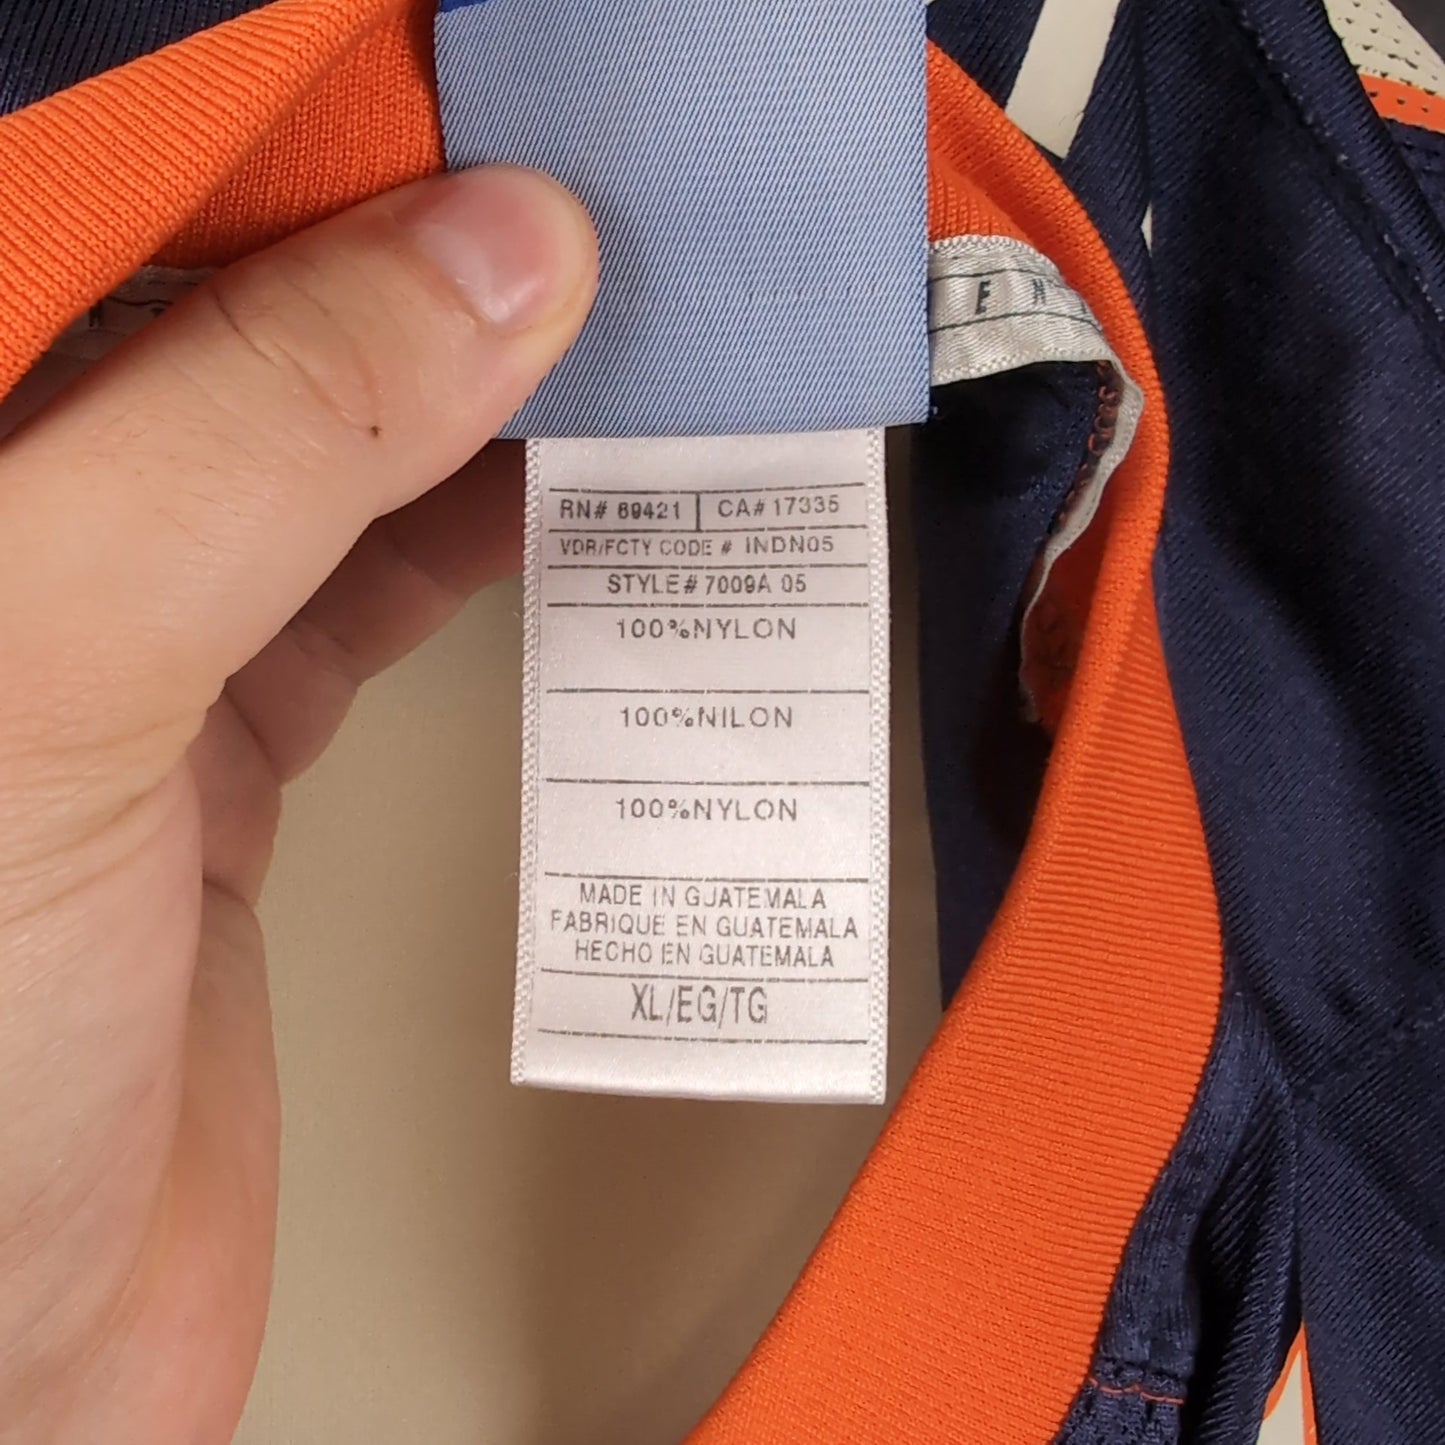 RN# 69421 CA# 17335
VDR/FCTY CODE # INDN05
STYLE# 7009A 05
100%NYLON
100%NILON
100%NYLON
MADE IN GUATEMALA
FABRIQUE EN GUATEMALA
HECHO EN GUATEMALA
XL/EG/TG